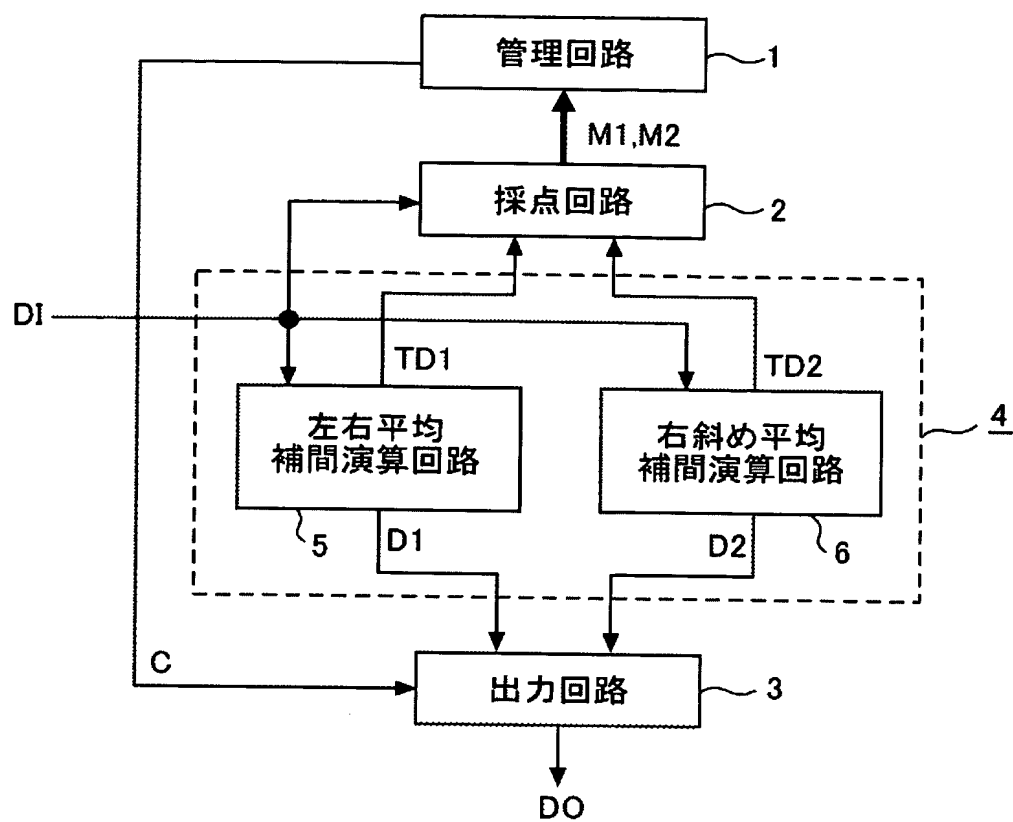 管理回路
1
M1,M2
採点回路
2
DI
TD1
TD2
左右平均
補間演算回路
右斜め平均
補間演算回路
4
5
D1
D2
6
C
出力回路
3
DO